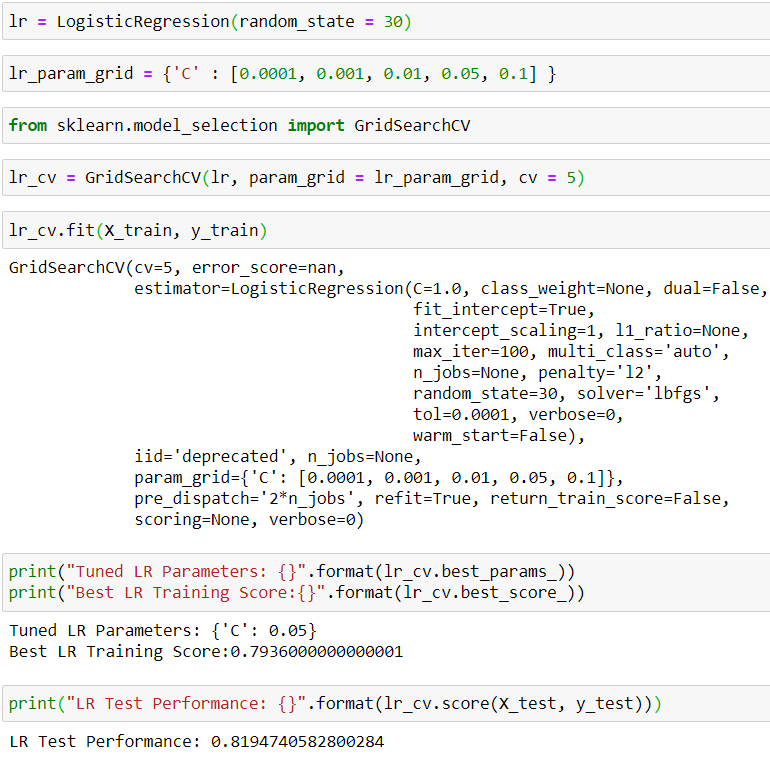 lr = LogisticRegression(random_state = 30)
lr_param_grid = {'C' : [0.0001, 0.001, 0.01, 0.05, 0.1] }
from sklearn.model_selection import GridSearchCV
lr_cv = GridSearchCV(lr, param_grid = lr_param_grid, cv = 5)
lr_cv.fit(X_train, y_train)
GridSearchCV(cv=5, error_score=nan,
             estimator=LogisticRegression(C=1.0, class_weight=None, dual=False,
                                          fit_intercept=True,
                                          intercept_scaling=1, l1_ratio=None,
                                          max_iter=100, multi_class='auto',
                                          n_jobs=None, penalty='l2',
                                          random_state=30, solver='lbfgs',
                                          tol=0.0001, verbose=0,
                                          warm_start=False),
             iid='deprecated', n_jobs=None,
             param_grid={'C': [0.0001, 0.001, 0.01, 0.05, 0.1]},
             pre_dispatch='2*n_jobs', refit=True, return_train_score=False,
             scoring=None, verbose=0)
print("Tuned LR Parameters: {}".format(lr_cv.best_params_))
print("Best LR Training Score:{}".format(lr_cv.best_score_))
Tuned LR Parameters: {'C': 0.05}
Best LR Training Score:0.7936000000000001
print("LR Test Performance: {}".format(lr_cv.score(X_test, y_test)))
LR Test Performance: 0.8194740582800284